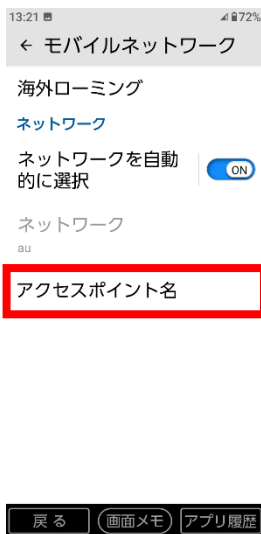 13:21 72%
← モバイルネットワーク
海外ローミング
ネットワーク
ネットワークを自動
的に選択
ON
ネットワーク
au
アクセスポイント名
戻る 画面メモ アプリ履歴